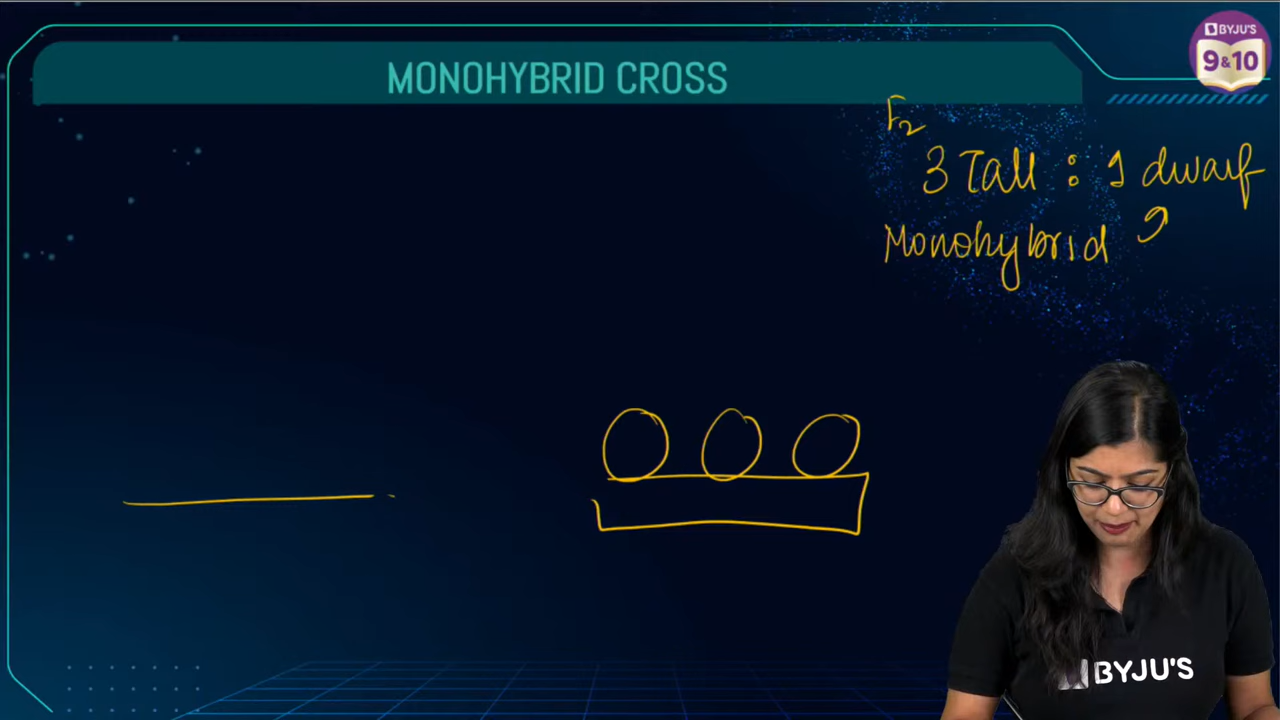 MONOHYBRID CROSS
BYJU'S
9&10
F2
3 Tall : 1 dwarf
Monohybrid
BYJU'S